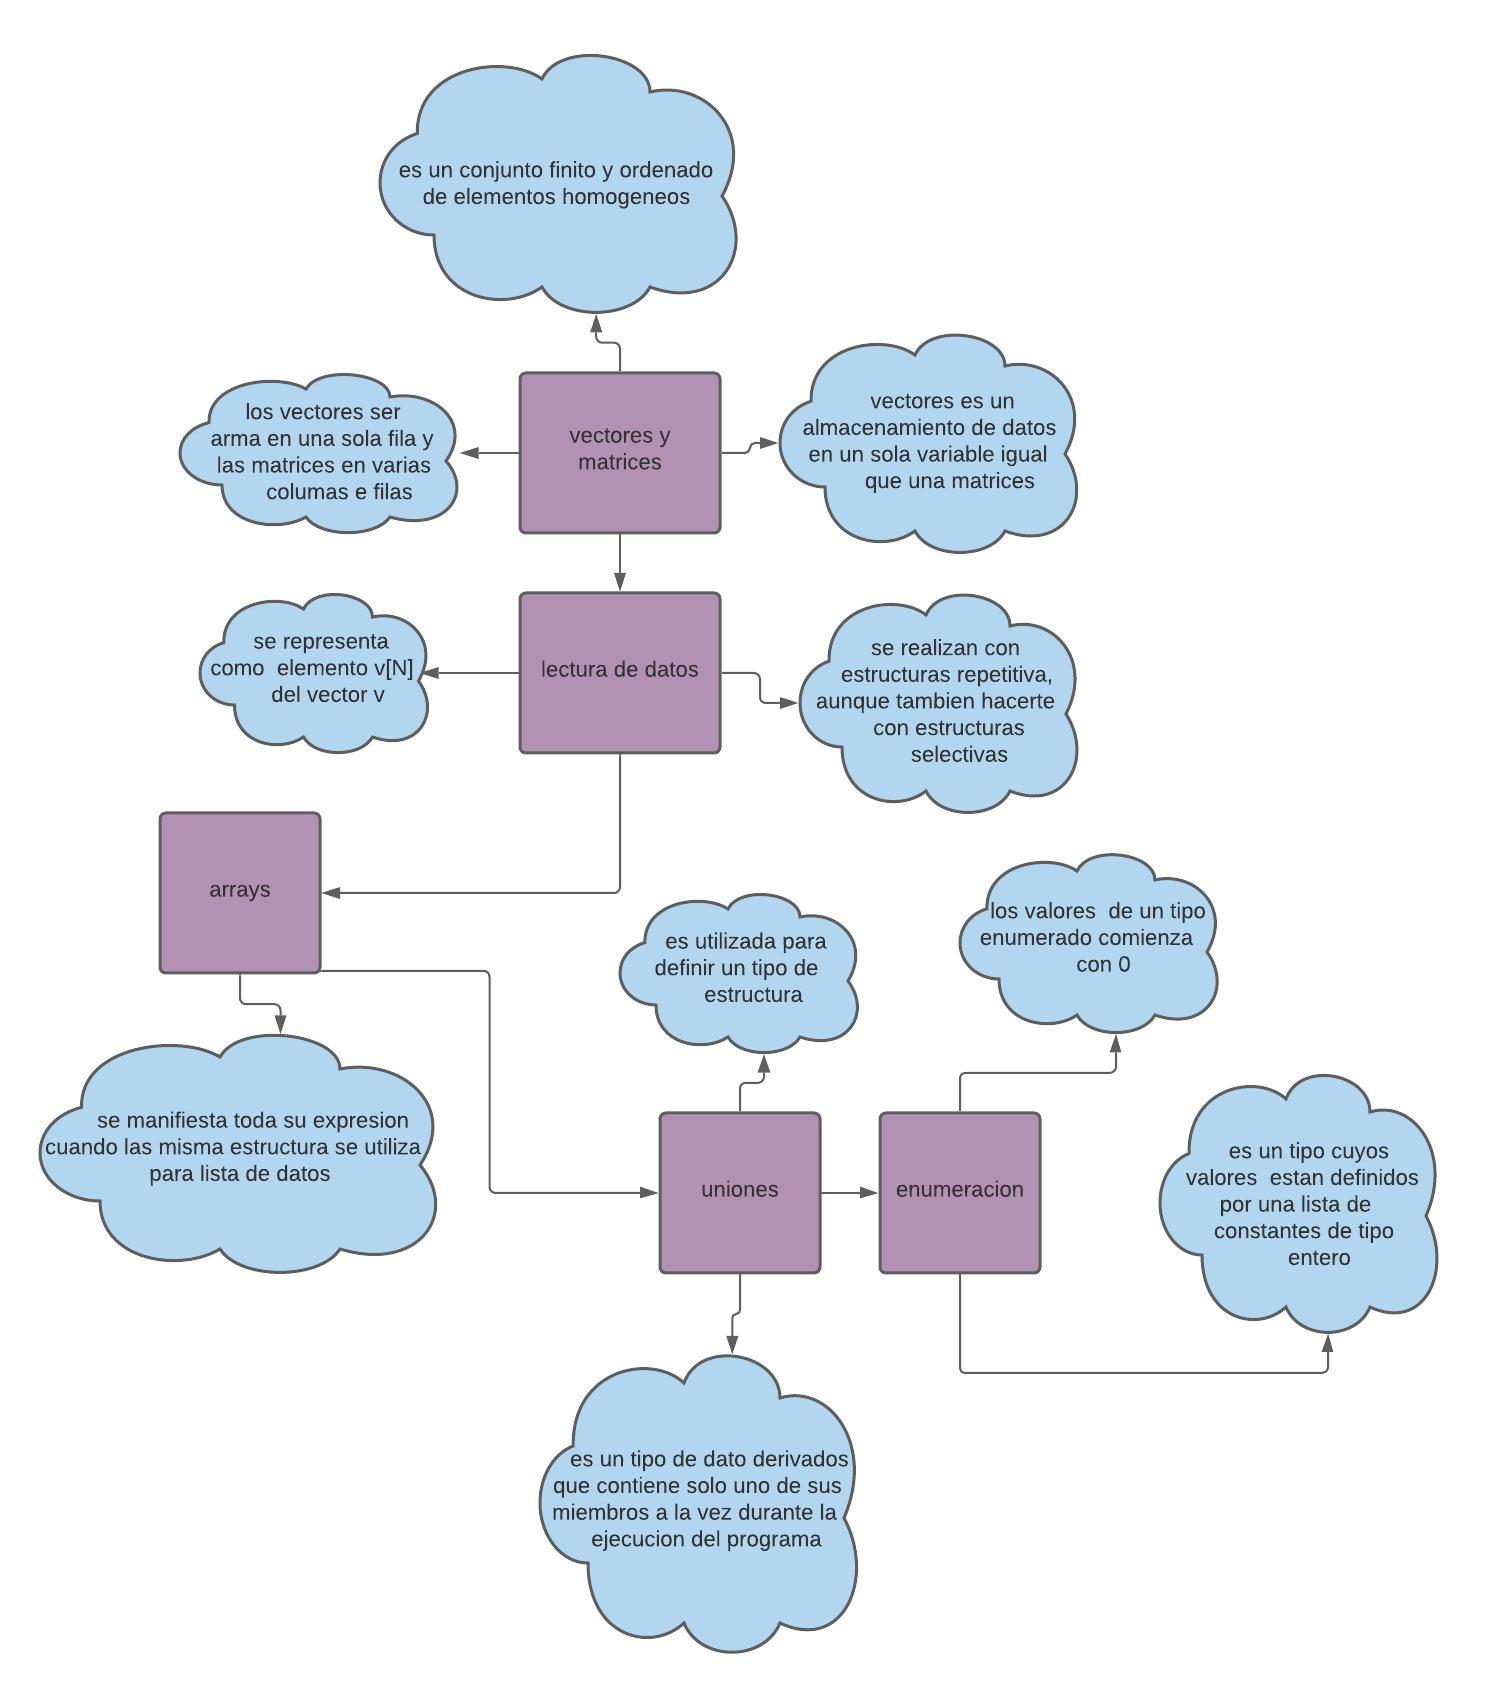 es un conjunto finito y ordenado
de elementos homogeneos
los vectores ser
arma en una sola fila y
las matrices en varias
columas e filas
vectores y
matrices
vectores es un
almacenamiento de datos
en un sola variable igual
que una matrices
se representa
como elemento v[N]
del vector v
lectura de datos
se realizan con
estructuras repetitiva,
aunque tambien hacerte
con estructuras
selectivas
arrays
es utilizada para
definir un tipo de
estructura
los valores de un tipo
enumerado comienza
con 0
se manifiesta toda su expresion
cuando las misma estructura se utiliza
para lista de datos
uniones
enumeracion
es un tipo cuyos
valores estan definidos
por una lista de
constantes de tipo
entero
es un tipo de dato derivados
que contiene solo uno de sus
miembros a la vez durante la
ejecucion del programa